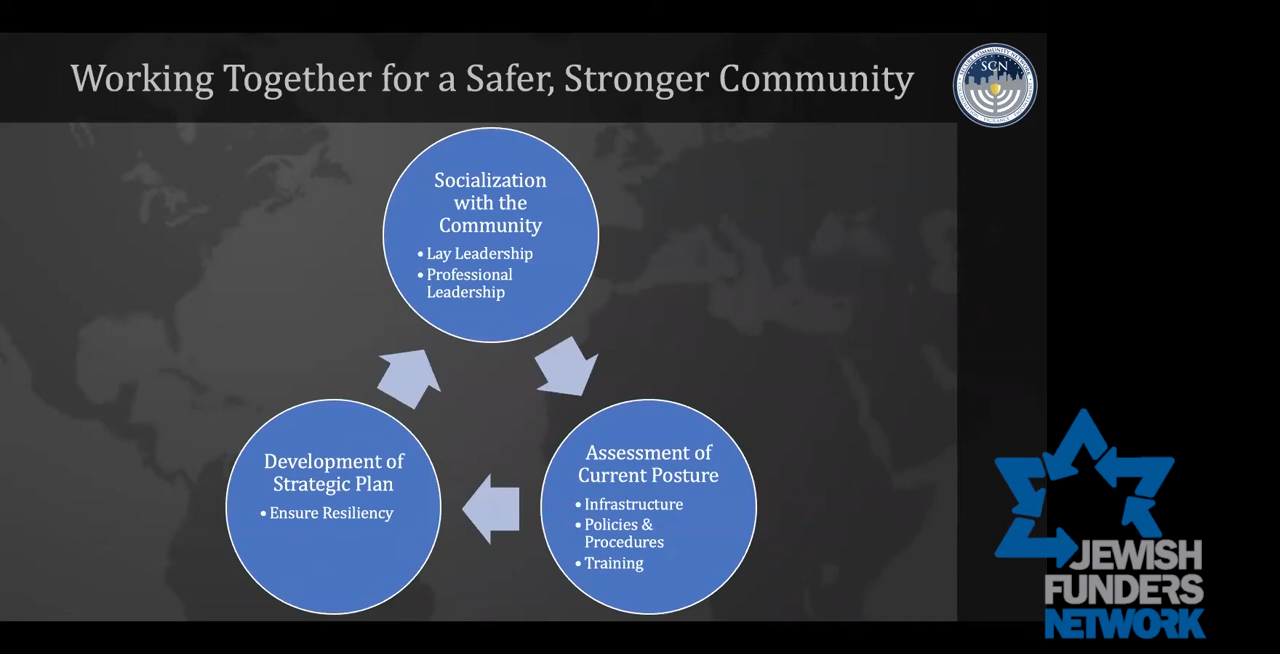 Working Together for a Safer, Stronger Community
SCN
Socialization
with the
Community
• Lay Leadership
• Professional
Leadership
Development of
Strategic Plan
• Ensure Resiliency
Assessment of
Current Posture
• Infrastructure
• Policies &
Procedures
• Training
JEWISH
FUNDERS
NETWORK